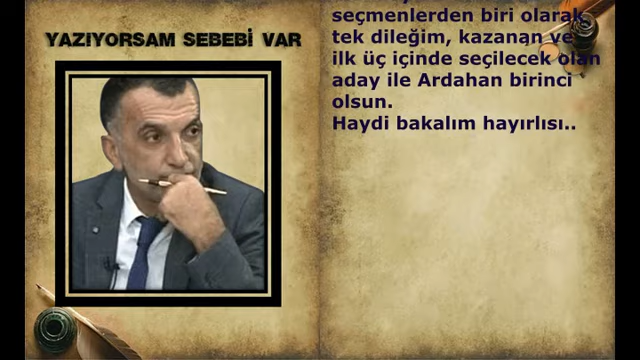 YAZIYORSAM SEBEBİ VAR
seçmenlerden biri olarak,
tek dileğim, kazanan ve
ilk üç içinde seçilecek olan
aday ile Ardahan birinci
olsun.
Haydi bakalım hayırlısı..